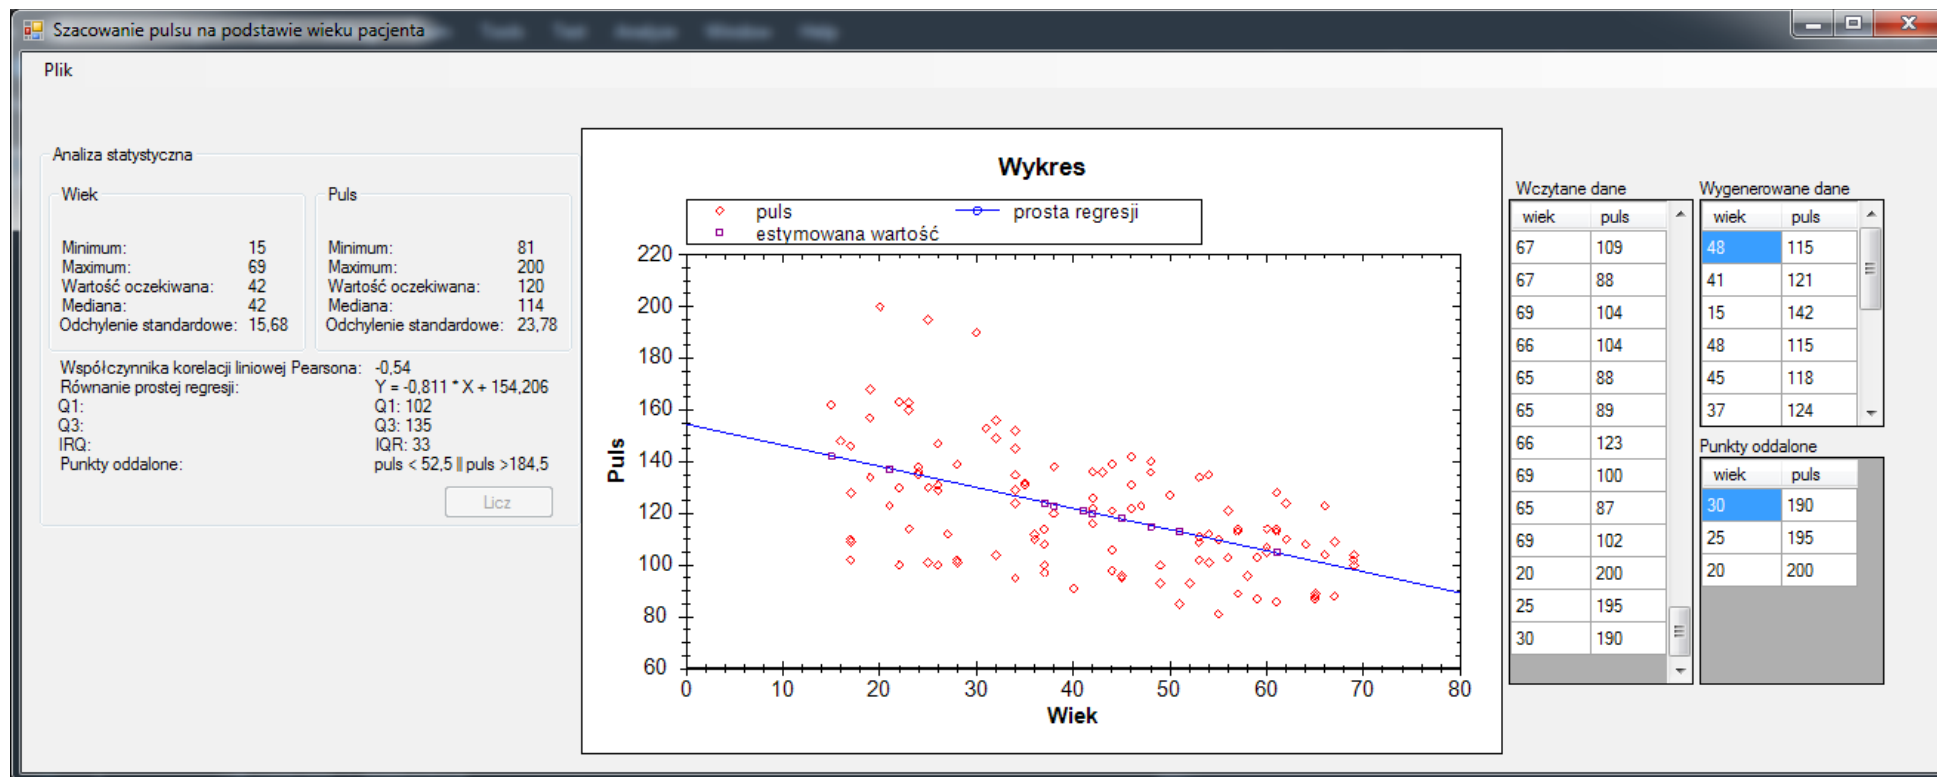 Szacowanie pulsu na podstawie wieku pacjenta
Tools Test Analyze Window Help
Plik
Analiza statystyczna
Wiek
Minimum: 15
Maximum: 69
Wartość oczekiwana: 42
Mediana: 42
Odchylenie standardowe: 15,68
Puls
Minimum: 81
Maximum: 200
Wartość oczekiwana: 120
Mediana: 114
Odchylenie standardowe: 23,78
Współczynnika korelacji liniowej Pearsona: -0,54
Równanie prostej regresji: Y = -0,811 * X + 154,206
Q1: Q1: 102
Q3: Q3: 135
IRQ: IQR: 33
Punkty oddalone: puls < 52,5 || puls >184,5
Licz
Wykres
puls prosta regresji
estymowana wartość
220
200
180
160
140
120
100
80
60
Puls
0 10 20 30 40 50 60 70 80
Wiek
Wczytane dane
wiek puls
67 109
67 88
69 104
66 104
65 88
65 89
66 123
69 100
65 87
69 102
20 200
25 195
30 190
Wygenerowane dane
wiek puls
48 115
41 121
15 142
48 115
45 118
37 124
Punkty oddalone
wiek puls
30 190
25 195
20 200